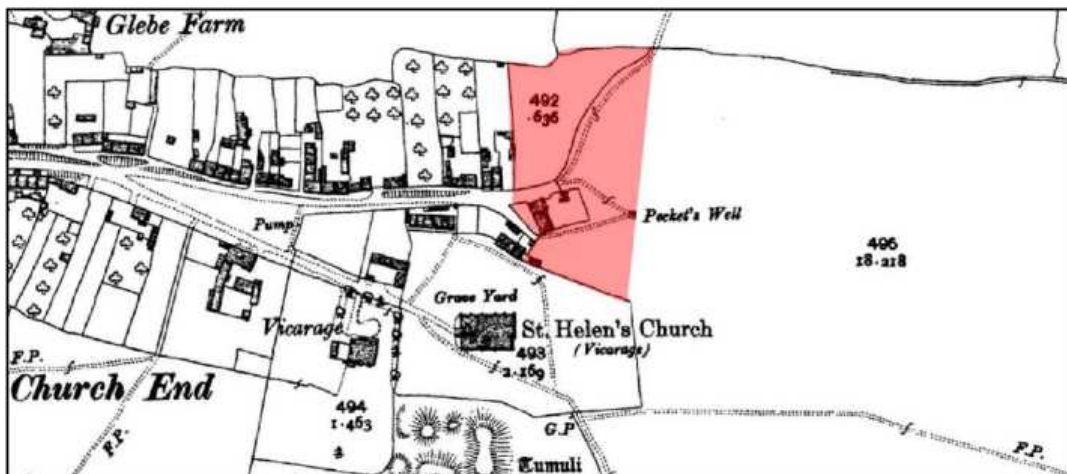 Glebe Farm
492
·636
Pump
Pocket's Well
496
18·218
Grave Yard
Vicarage
St. Helen's Church
(Vicarage)
493
2·169
F.P.
Church End
494
1·463
G.P
F.P.
Tumuli
F.P.